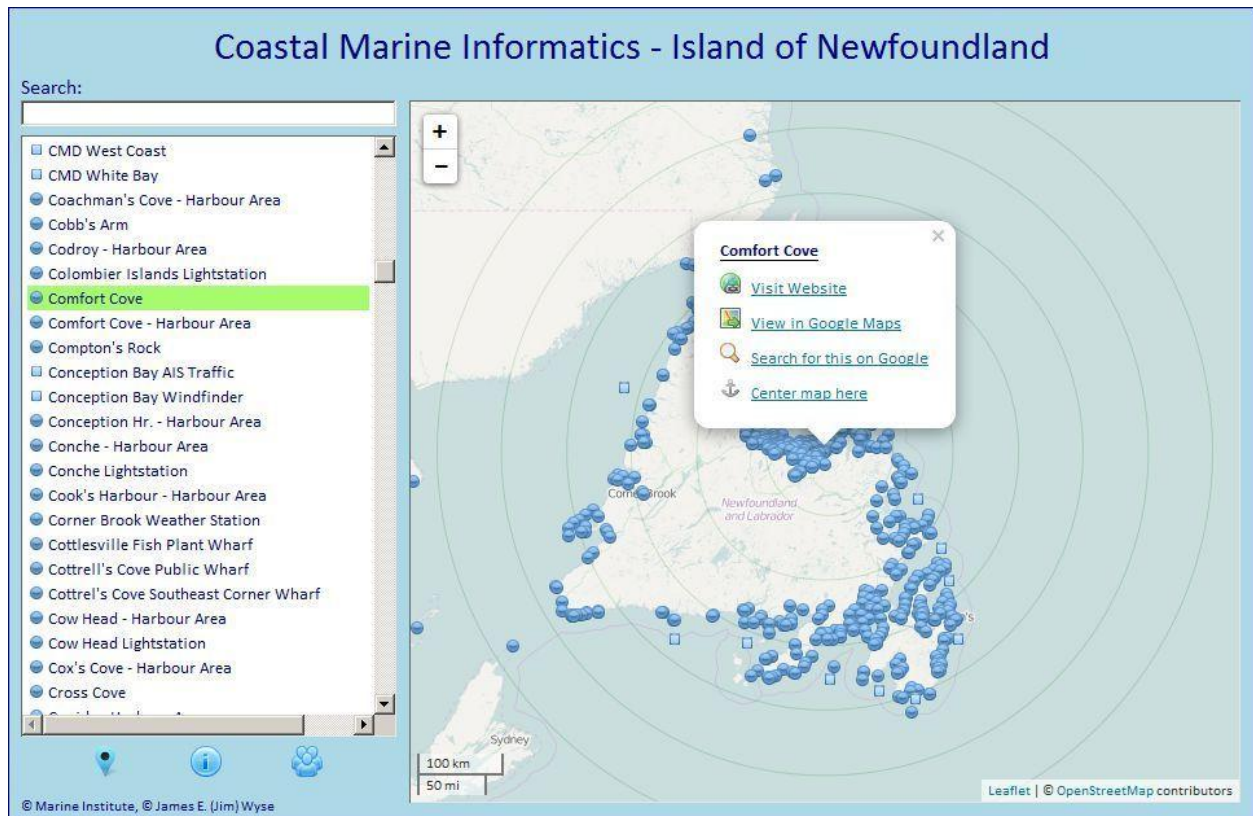 Coastal Marine Informatics - Island of Newfoundland
Search:
CMD West Coast
CMD White Bay
Coachman's Cove - Harbour Area
Cobb's Arm
Codroy - Harbour Area
Colombier Islands Lightstation
Comfort Cove
Comfort Cove - Harbour Area
Compton's Rock
Conception Bay AIS Traffic
Conception Bay Windfinder
Conception Hr. - Harbour Area
Conche - Harbour Area
Conche Lightstation
Cook's Harbour - Harbour Area
Corner Brook Weather Station
Cottlesville Fish Plant Wharf
Cottrell's Cove Public Wharf
Cottrel's Cove Southeast Corner Wharf
Cow Head - Harbour Area
Cow Head Lightstation
Cox's Cove - Harbour Area
Cross Cove
© Marine Institute, © James E. (Jim) Wyse
+
−
Comfort Cove
Visit Website
View in Google Maps
Search for this on Google
Center map here
Corner Brook
Newfoundland
and Labrador
Sydney
100 km
50 mi
Leaflet | © OpenStreetMap contributors